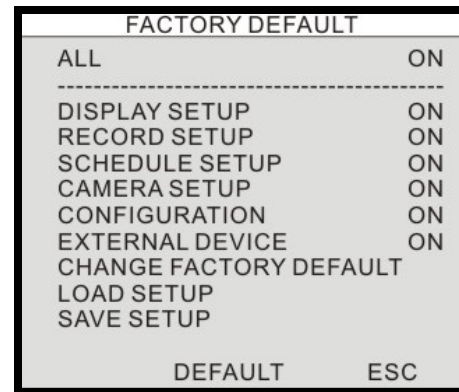 FACTORY DEFAULT
ALL ON
------------------------------------------
DISPLAY SETUP ON
RECORD SETUP ON
SCHEDULE SETUP ON
CAMERA SETUP ON
CONFIGURATION ON
EXTERNAL DEVICE ON
CHANGE FACTORY DEFAULT
LOAD SETUP
SAVE SETUP
DEFAULT ESC